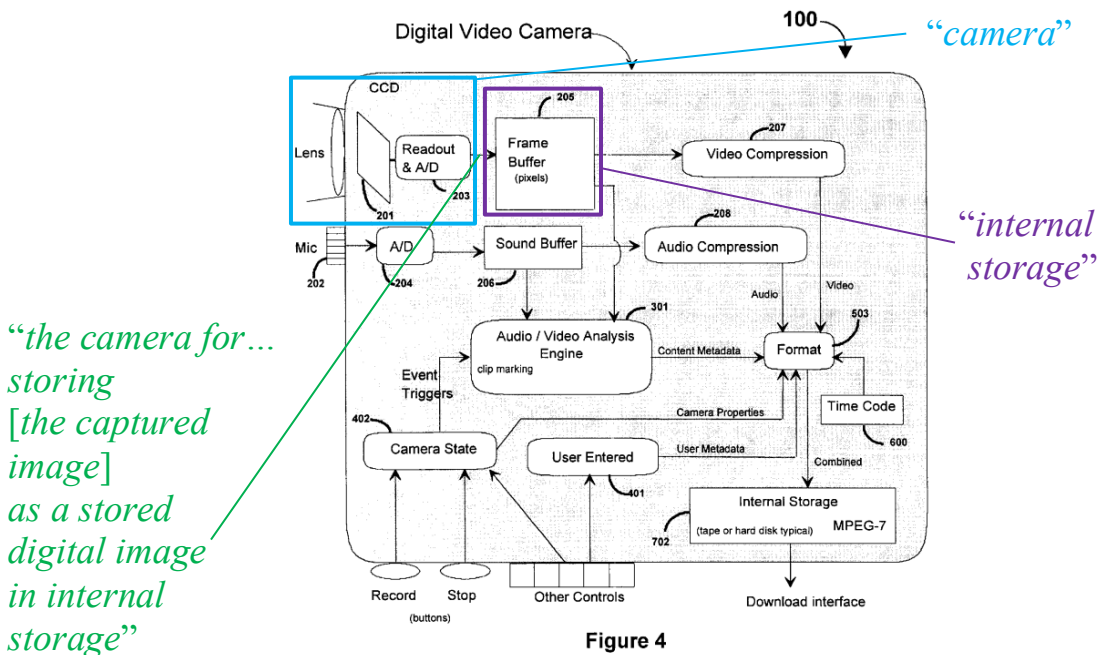 Digital Video Camera
100
“camera”
CCD
205
Lens
Readout
& A/D
203
201
Frame
Buffer
(pixels)
207
Video Compression
208
Mic
202
A/D
204
Sound Buffer
206
Audio Compression
“internal
storage”
Audio
Video
301
Audio / Video Analysis
Engine
clip marking
Content Metadata
503
Format
“the camera for…
storing
[the captured
image]
as a stored
digital image
in internal
storage”
Event
Triggers
402
Camera State
Camera Properties
Time Code
600
User Entered
401
User Metadata
Combined
Internal Storage
(tape or hard disk typical)
MPEG-7
702
Record
Stop
(buttons)
Other Controls
Download interface
Figure 4